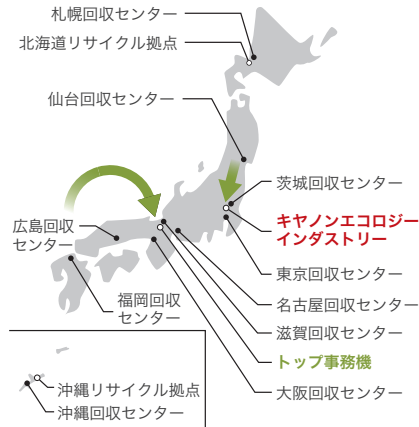 札幌回収センター
北海道リサイクル拠点
仙台回収センター
茨城回収センター
キヤノンエコロジー
インダストリー
広島回収
センター
東京回収センター
名古屋回収センター
福岡回収
センター
滋賀回収センター
トップ事務機
大阪回収センター
沖縄リサイクル拠点
沖縄回収センター